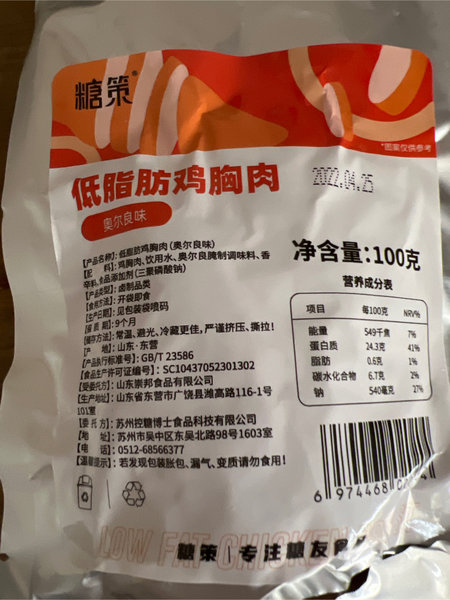 糖策
*图案仅供参考
低脂肪鸡胸肉
奥尔良味
2022.04.25
【产品名称】: 低脂肪鸡胸肉(奥尔良味)
【配 料】: 鸡胸肉、饮用水、奥尔良腌制调味料、香
辛料、食品添加剂(三聚磷酸钠)
【产品类型】: 卤制品类
【食用方法】: 开袋即食
【生产日期】: 见包装袋喷码
【保 质 期】: 9个月
【储存方法】: 常温、避光、冷藏更佳,严谨挤压、撕拉!
【产 地】: 山东·东营
【产品执行标准号】: GB/T 23586
【食品生产许可证编号】: SC10437052301302
【受委托方】: 山东崇邦食品有限公司
【生产地址】: 山东省东营市广饶县潍高路116-1号
101室
【委 托 方】: 苏州控糖博士食品科技有限公司
【地 址】: 苏州市吴中区东吴北路98号1603室
【电 话】: 0512-68566377
【温馨提示】: 若发现包装胀包、漏气、变质请勿食用!
净含量:100克
营养成分表
项目 每100克 NRV%
能量 549千焦 7%
蛋白质 24.3克 41%
脂肪 0.6克 1%
碳水化合物 6.7克 2%
钠 540毫克 27%
6 974468
LOW FAT CHICKEN
糖策 | 专注糖友食